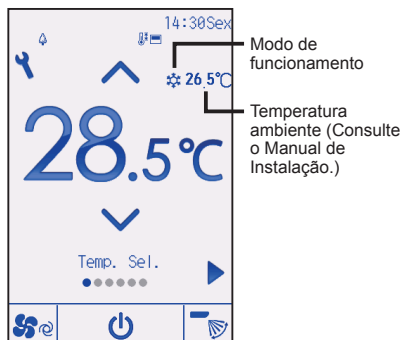 14:30Sex
26.5°C
28.5°C
Temp. Sel.
Modo de
funcionamento
Temperatura
ambiente (Consulte
o Manual de
Instalação.)